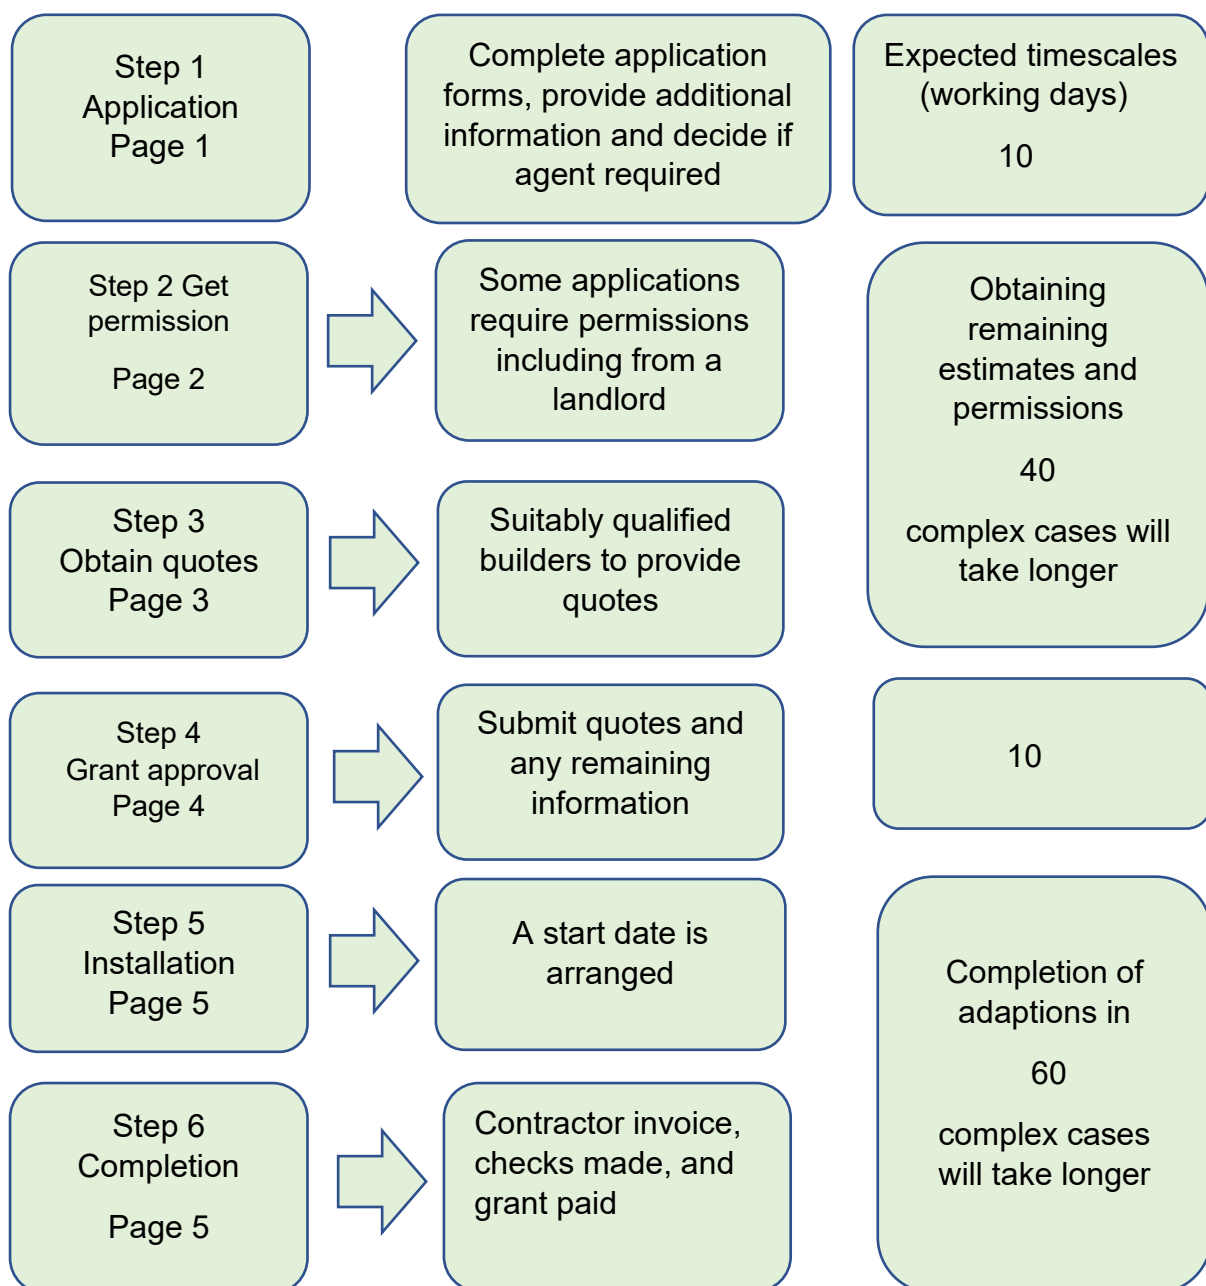 Step 1
Application
Page 1
Complete application
forms, provide additional
information and decide if
agent required
Expected timescales
(working days)
10
Step 2 Get
permission
Page 2
Some applications
require permissions
including from a
landlord
Obtaining
remaining
estimates and
permissions
40
complex cases will
take longer
Step 3
Obtain quotes
Page 3
Suitably qualified
builders to provide
quotes
Step 4
Grant approval
Page 4
Submit quotes and
any remaining
information
10
Step 5
Installation
Page 5
A start date is
arranged
Completion of
adaptions in
60
complex cases
will take longer
Step 6
Completion
Page 5
Contractor invoice,
checks made, and
grant paid